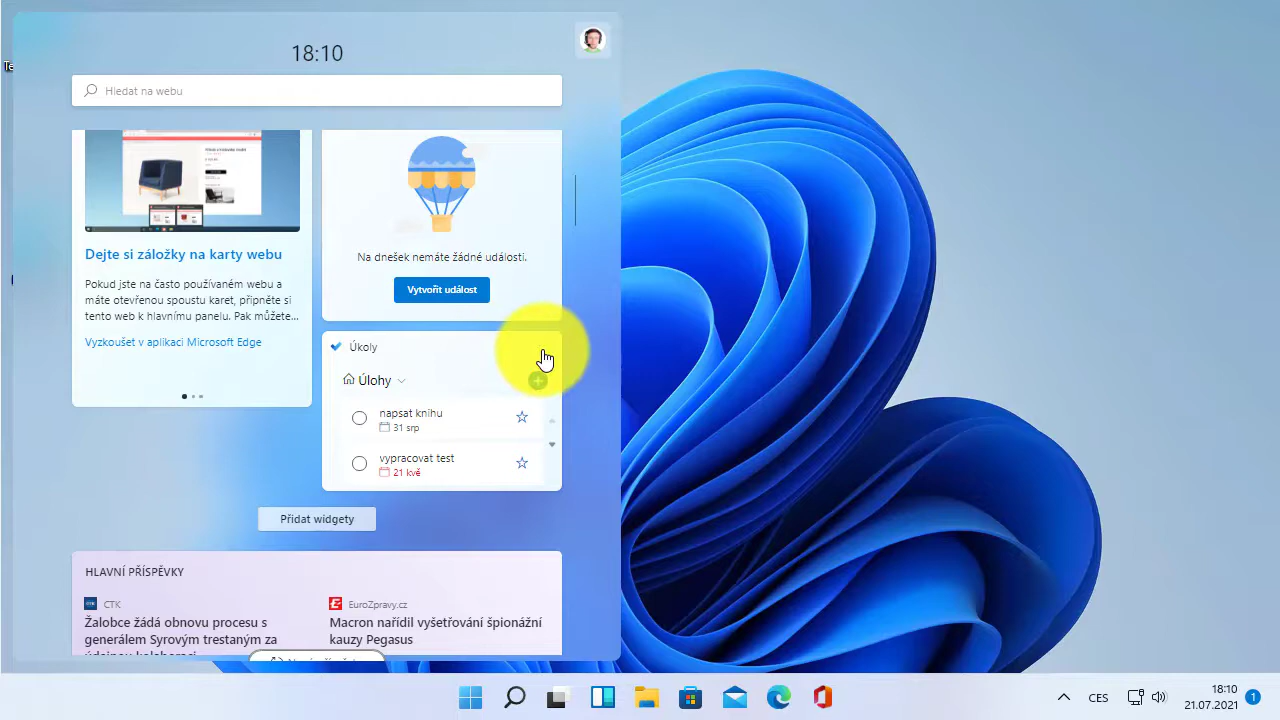 18:10
Hledat na webu
Dejte si záložky na karty webu
Pokud jste na často používaném webu a
máte otevřenou spoustu karet, připněte si
tento web k hlavnímu panelu. Pak můžete...
Vyzkoušet v aplikaci Microsoft Edge
Na dnešek nemáte žádné události.
Vytvořit událost
Úkoly
Úlohy
napsat knihu
31 srp
vypracovat test
21 kvě
Přidat widgety
HLAVNÍ PŘÍSPĚVKY
ČTK
Žalobce žádá obnovu procesu s
generálem Syrovým trestaným za
EuroZpravy.cz
Macron nařídil vyšetřování špionážní
kauzy Pegasus
CES
18:10
21.07.2021
1